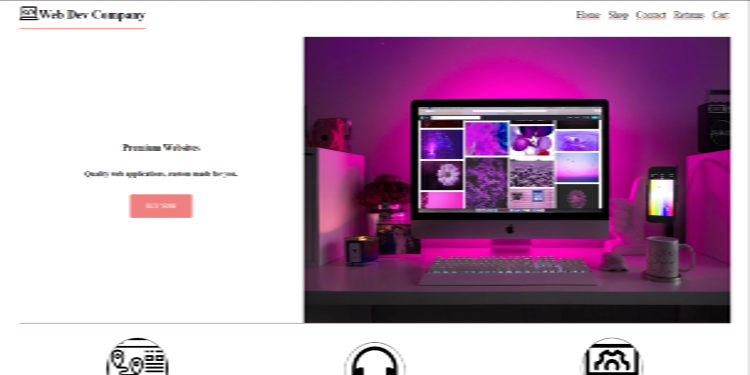 Web Dev Company
Home Shop Contact Returns Cart
Premium Websites
Quality web applications, custom made for you.
BUY NOW